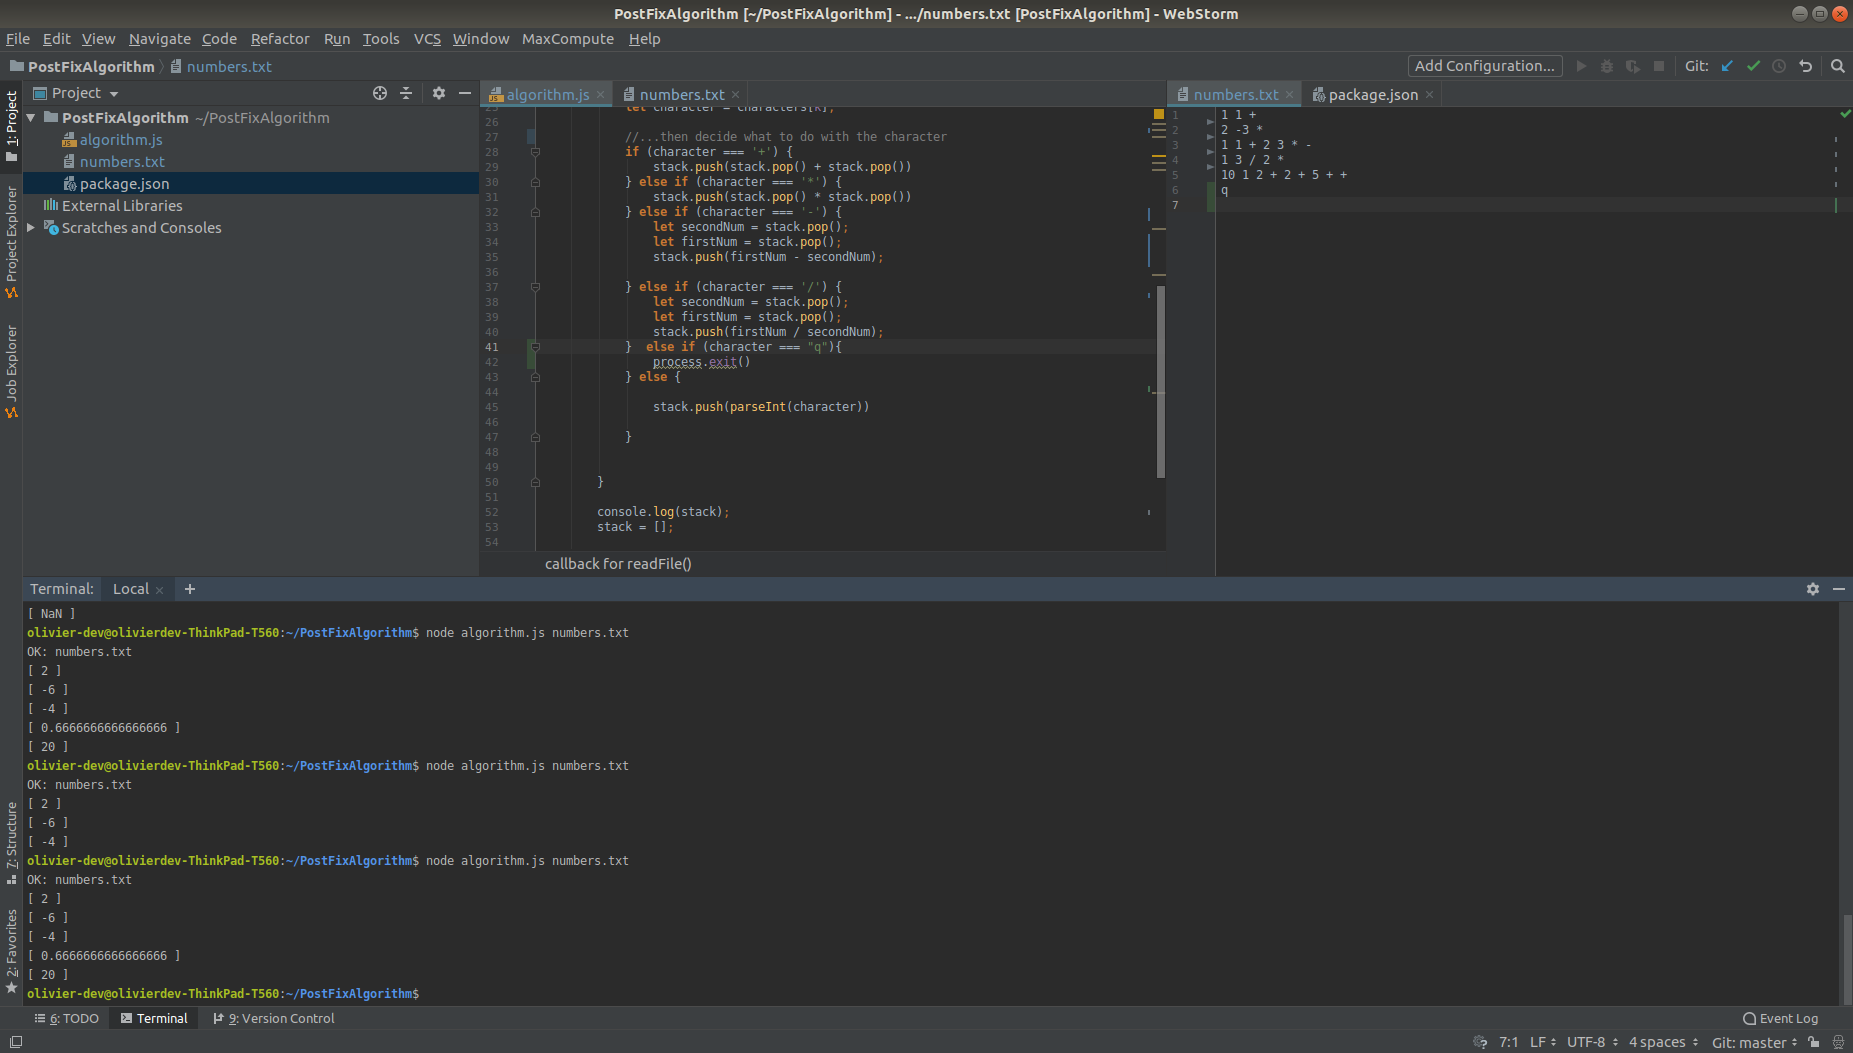 PostFixAlgorithm [~/PostFixAlgorithm] - .../numbers.txt [PostFixAlgorithm] - WebStorm
File Edit View Navigate Code Refactor Run Tools VCS Window MaxCompute Help
PostFixAlgorithm numbers.txt Add Configuration... Git:
1: Project
Project Explorer
Job Explorer
7: Structure
2: Favorites
Project
PostFixAlgorithm ~/PostFixAlgorithm
algorithm.js
numbers.txt
package.json
External Libraries
Scratches and Consoles
algorithm.js numbers.txt
25 let character = characters[k];
26
27 //...then decide what to do with the character
28 if (character === '+') {
29 stack.push(stack.pop() + stack.pop())
30 } else if (character === '*') {
31 stack.push(stack.pop() * stack.pop())
32 } else if (character === '-') {
33 let secondNum = stack.pop();
34 let firstNum = stack.pop();
35 stack.push(firstNum - secondNum);
36
37 } else if (character === '/') {
38 let secondNum = stack.pop();
39 let firstNum = stack.pop();
40 stack.push(firstNum / secondNum);
41 } else if (character === "q"){
42 process.exit()
43 } else {
44
45 stack.push(parseInt(character))
46
47 }
48
49
50 }
51
52 console.log(stack);
53 stack = [];
54
callback for readFile()
numbers.txt package.json
1 1 1 +
2 2 -3 *
3 1 1 + 2 3 * -
4 1 3 / 2 *
5 10 1 2 + 2 + 5 + +
6 q
7
Terminal: Local +
[ NaN ]
olivier-dev@olivierdev-ThinkPad-T560:~/PostFixAlgorithm$ node algorithm.js numbers.txt
OK: numbers.txt
[ 2 ]
[ -6 ]
[ -4 ]
[ 0.6666666666666666 ]
[ 20 ]
olivier-dev@olivierdev-ThinkPad-T560:~/PostFixAlgorithm$ node algorithm.js numbers.txt
OK: numbers.txt
[ 2 ]
[ -6 ]
[ -4 ]
olivier-dev@olivierdev-ThinkPad-T560:~/PostFixAlgorithm$ node algorithm.js numbers.txt
OK: numbers.txt
[ 2 ]
[ -6 ]
[ -4 ]
[ 0.6666666666666666 ]
[ 20 ]
olivier-dev@olivierdev-ThinkPad-T560:~/PostFixAlgorithm$
6: TODO Terminal 9: Version Control Event Log
7:1 LF UTF-8 4 spaces Git: master